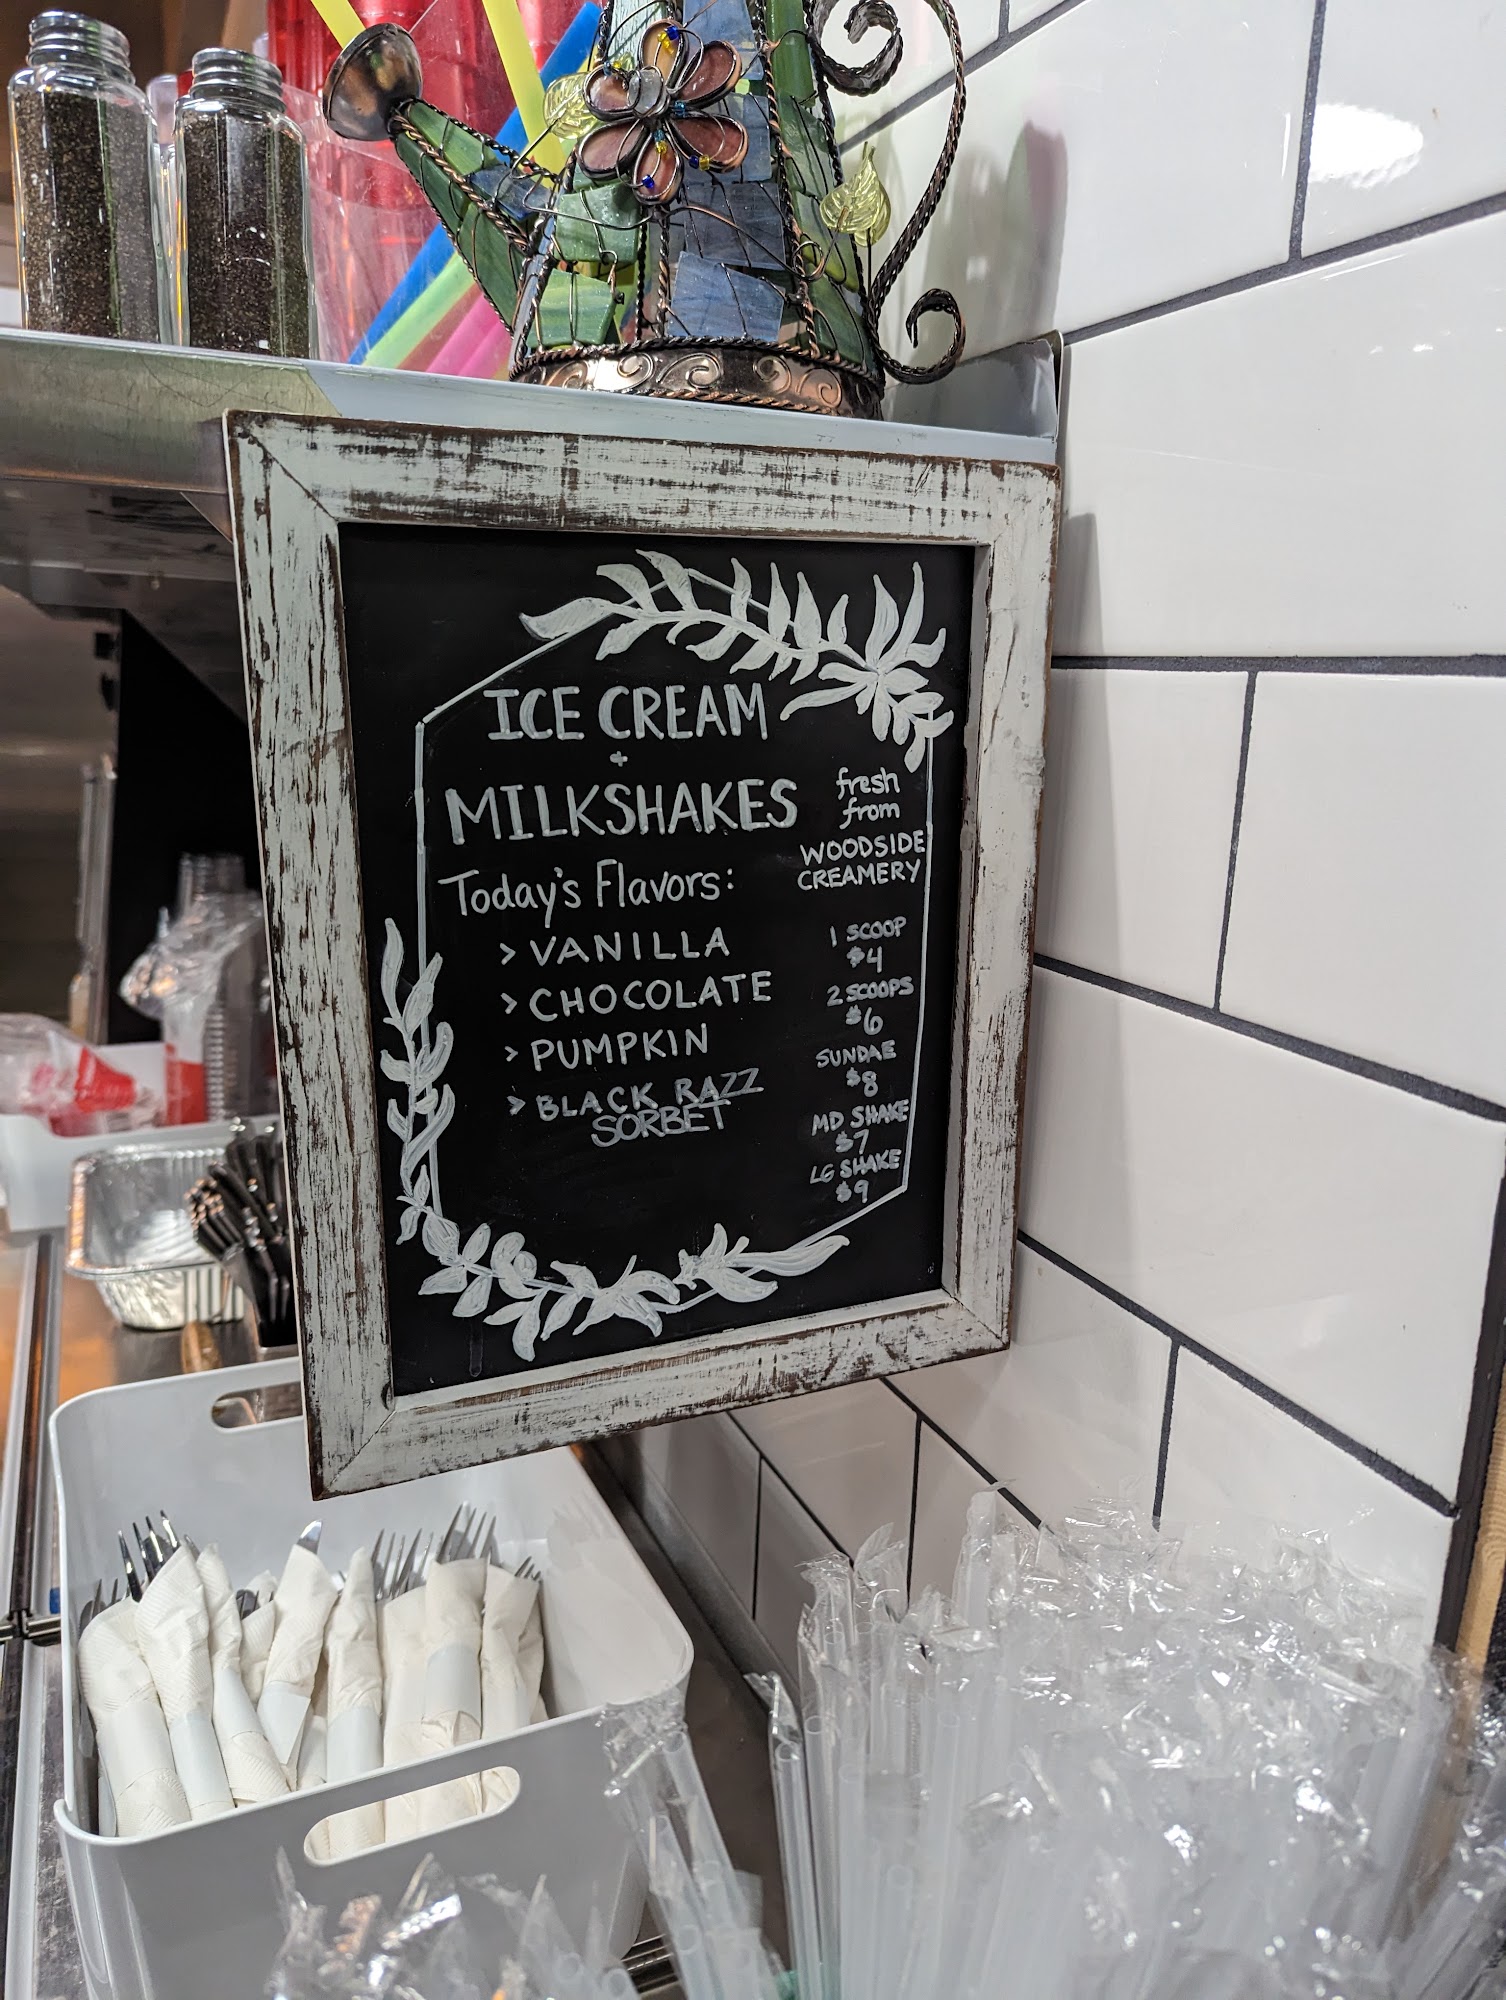 ICE CREAM
+
MILKSHAKES
Today's Flavors:
> VANILLA
> CHOCOLATE
> PUMPKIN
> BLACK RAZZ
SORBET
fresh
from
WOODSIDE
CREAMERY
1 SCOOP
$4
2 SCOOPS
$6
SUNDAE
$8
MD SHAKE
$7
LG SHAKE
$9